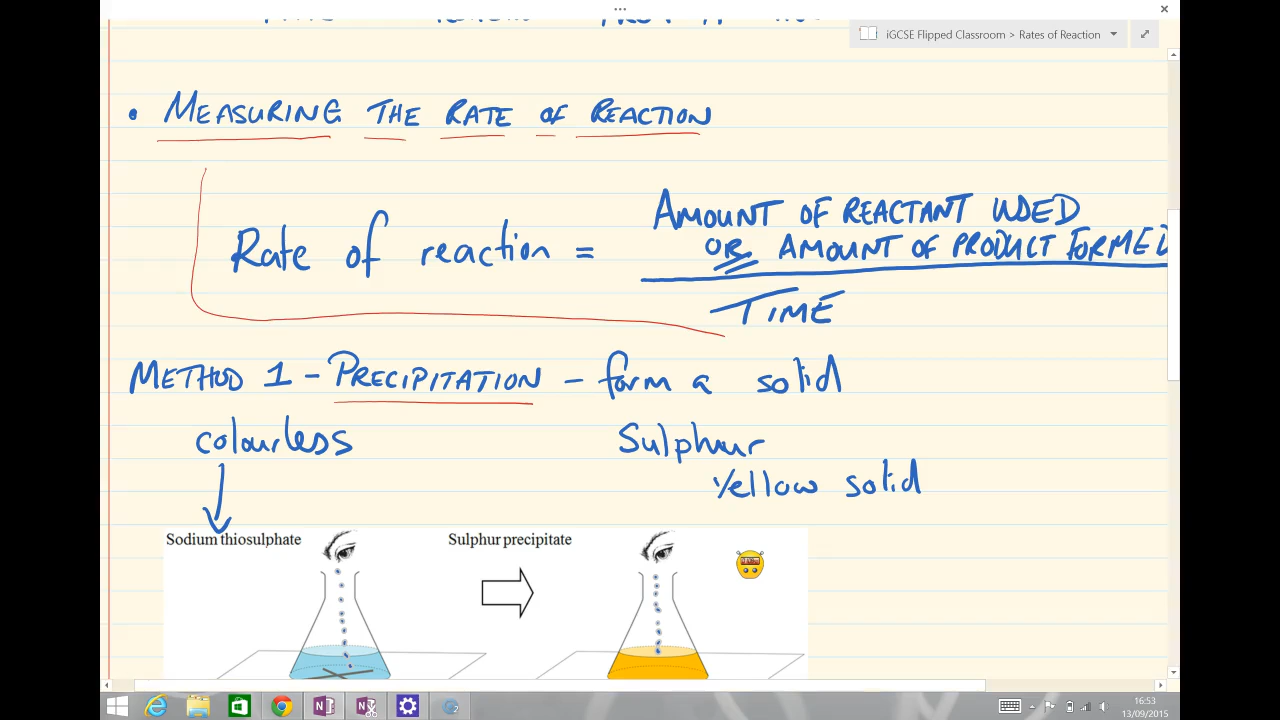 iGCSE Flipped Classroom > Rates of Reaction
• MEASURING THE RATE OF REACTION
Rate of reaction =
AMOUNT OF REACTANT USED
OR AMOUNT OF PRODUCT FORMED
TIME
METHOD 1 - PRECIPITATION - form a solid
colourless
Sulphur
Yellow solid
Sodium thiosulphate
Sulphur precipitate
16:53
13/09/2015